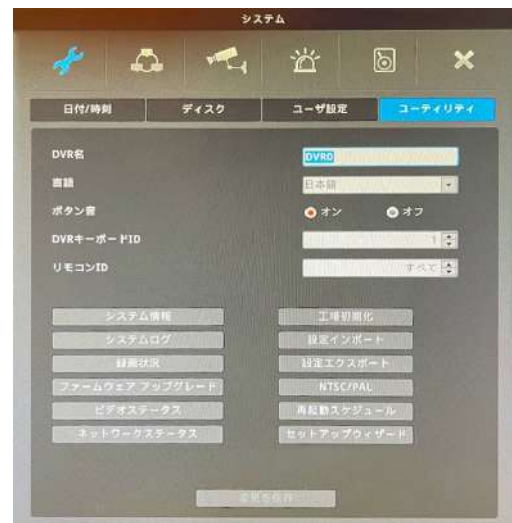 システム
日付/時刻 ディスク ユーザ設定 ユーティリティ
DVR名 DVR0
言語 日本語
ボタン音 オン オフ
DVRキーボードID 1
リモコンID すべて
システム情報 工場初期化
システムログ 設定インポート
録画状況 設定エクスポート
ファームウェア アップグレード NTSC/PAL
ビデオステータス 再起動スケジュール
ネットワークステータス セットアップウィザード
変更を保存